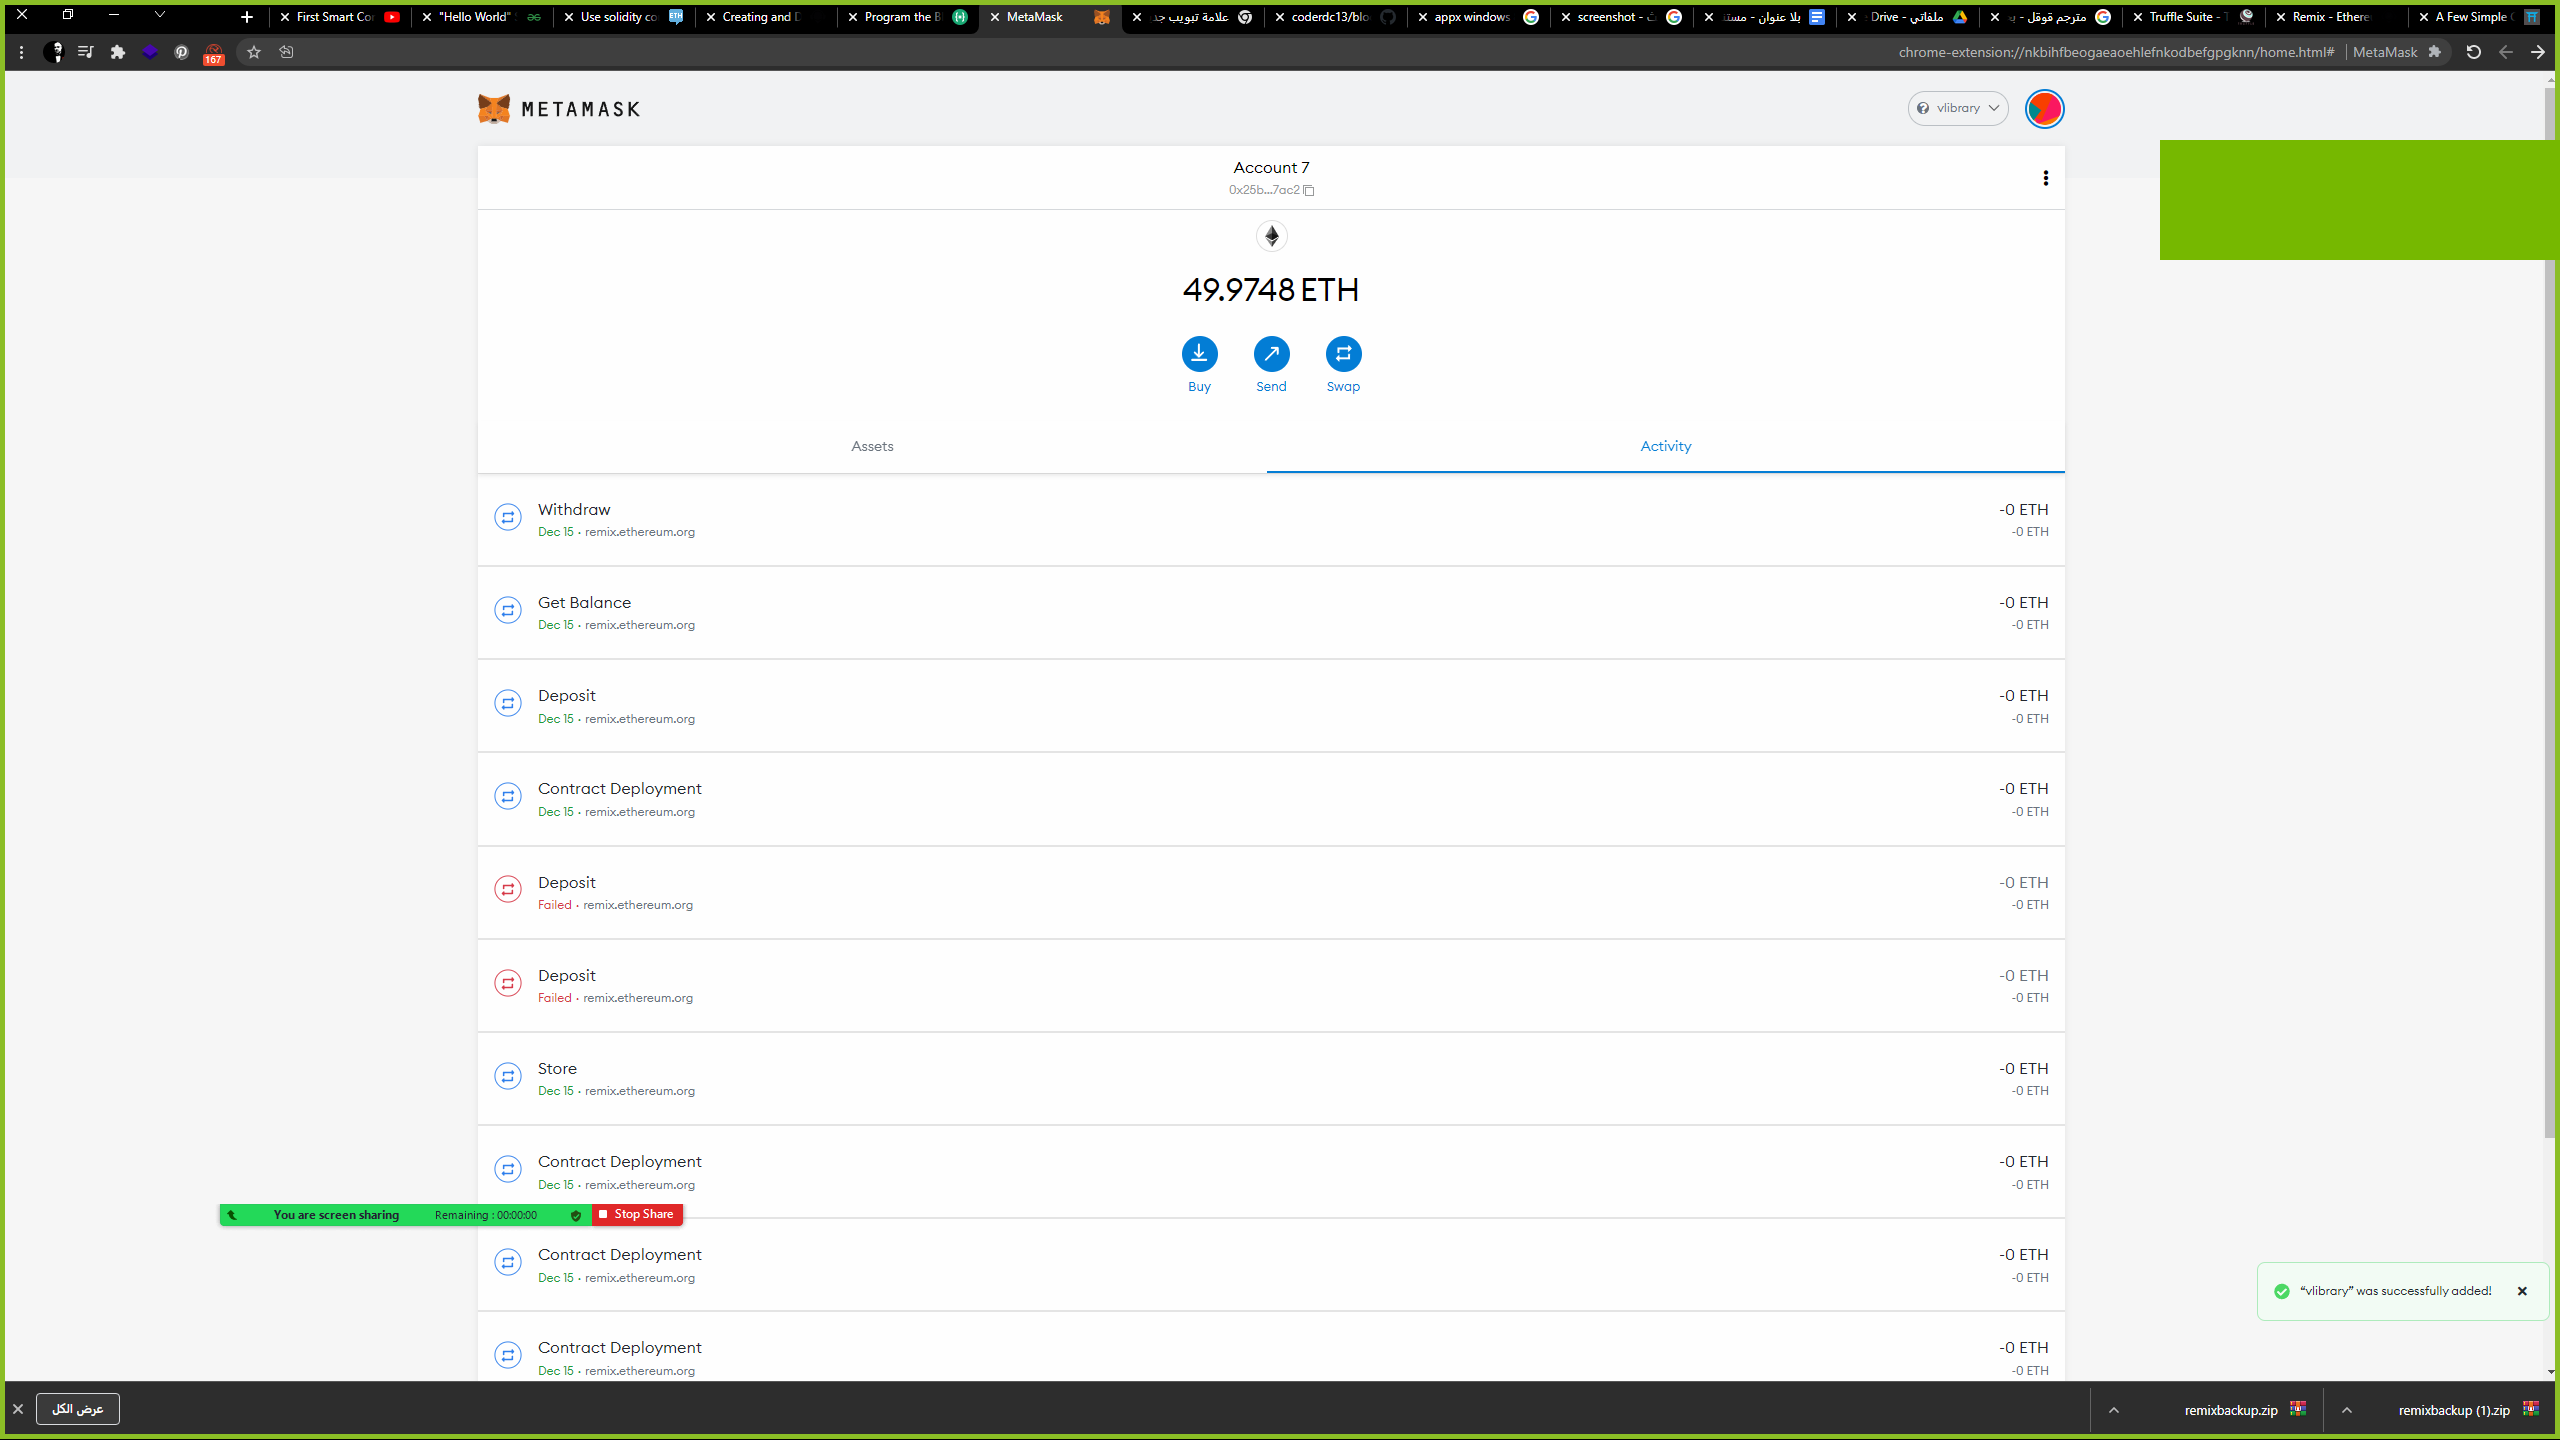 First Smart Cor
"Hello World"
Use solidity co
Creating and D
Program the B
MetaMask
علامة تبويب جد
coderdc13/blo
appx windows
screenshot -
بلا عنوان - مستن
ملفاتي - Drive
مترجم قوقل - ب
Truffle Suite - T
Remix - Ethere
A Few Simple
167
chrome-extension://nkbihfbeogaeaoehlefnkodbefgpgknn/home.html#
MetaMask
METAMASK
vlibrary
Account 7
0x25b...7ac2
49.9748 ETH
Buy
Send
Swap
Assets
Activity
Withdraw
-0 ETH
Dec 15 · remix.ethereum.org
-0 ETH
Get Balance
-0 ETH
Dec 15 · remix.ethereum.org
-0 ETH
Deposit
-0 ETH
Dec 15 · remix.ethereum.org
-0 ETH
Contract Deployment
-0 ETH
Dec 15 · remix.ethereum.org
-0 ETH
Deposit
-0 ETH
Failed · remix.ethereum.org
-0 ETH
Deposit
-0 ETH
Failed · remix.ethereum.org
-0 ETH
Store
-0 ETH
Dec 15 · remix.ethereum.org
-0 ETH
Contract Deployment
-0 ETH
Dec 15 · remix.ethereum.org
-0 ETH
You are screen sharing
Remaining : 00:00:00
Stop Share
Contract Deployment
-0 ETH
Dec 15 · remix.ethereum.org
-0 ETH
"vlibrary" was successfully added!
Contract Deployment
-0 ETH
Dec 15 · remix.ethereum.org
-0 ETH
عرض الكل
remixbackup.zip
remixbackup (1).zip